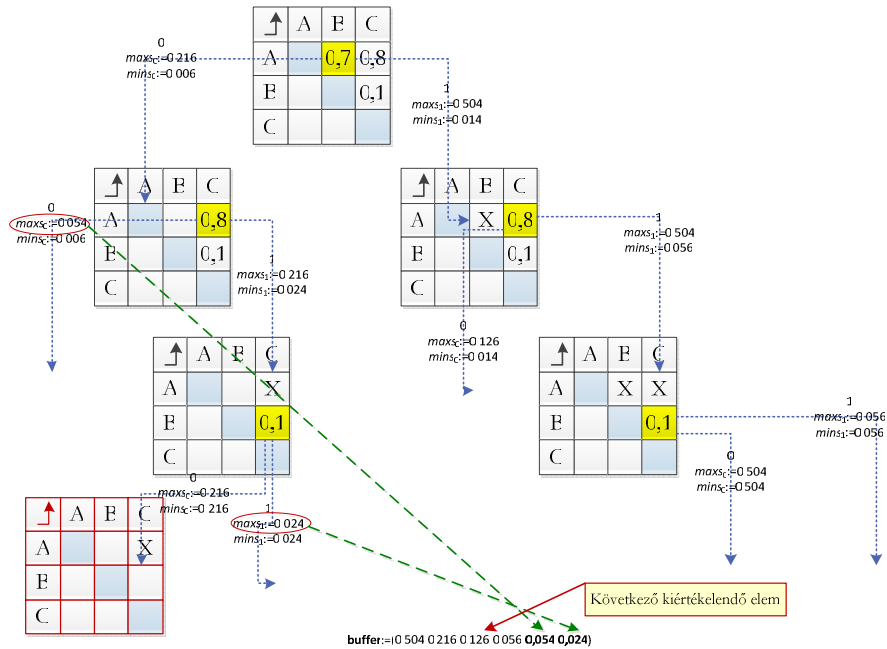 A B C
A 0,7 0,8
B 0,1
C
0
maxs₀:=0 216
mins₀:=0 006
1
maxs₁:=0 504
mins₁:=0 014
A B C
A 0,8
B 0,1
C
A B C
A X 0,8
B 0,1
C
0
maxs₀:=0 054
mins₀:=0 006
1
maxs₁:=0 216
mins₁:=0 024
1
maxs₁:=0 504
mins₁:=0 056
0
maxs₀:=0 126
mins₀:=0 014
A B C
A X
B 0,1
C
A B C
A X X
B 0,1
C
1
maxs₁:=0 056
mins₁:=0 056
0
maxs₀:=0 504
mins₀:=0 504
0
maxs₀:=0 216
mins₀:=0 216
1
maxs₁:=0 024
mins₁:=0 024
A B C
A X
B
C
Következő kiértékelendő elem
buffer:=(0 504 0 216 0 126 0 056 0,054 0,024)